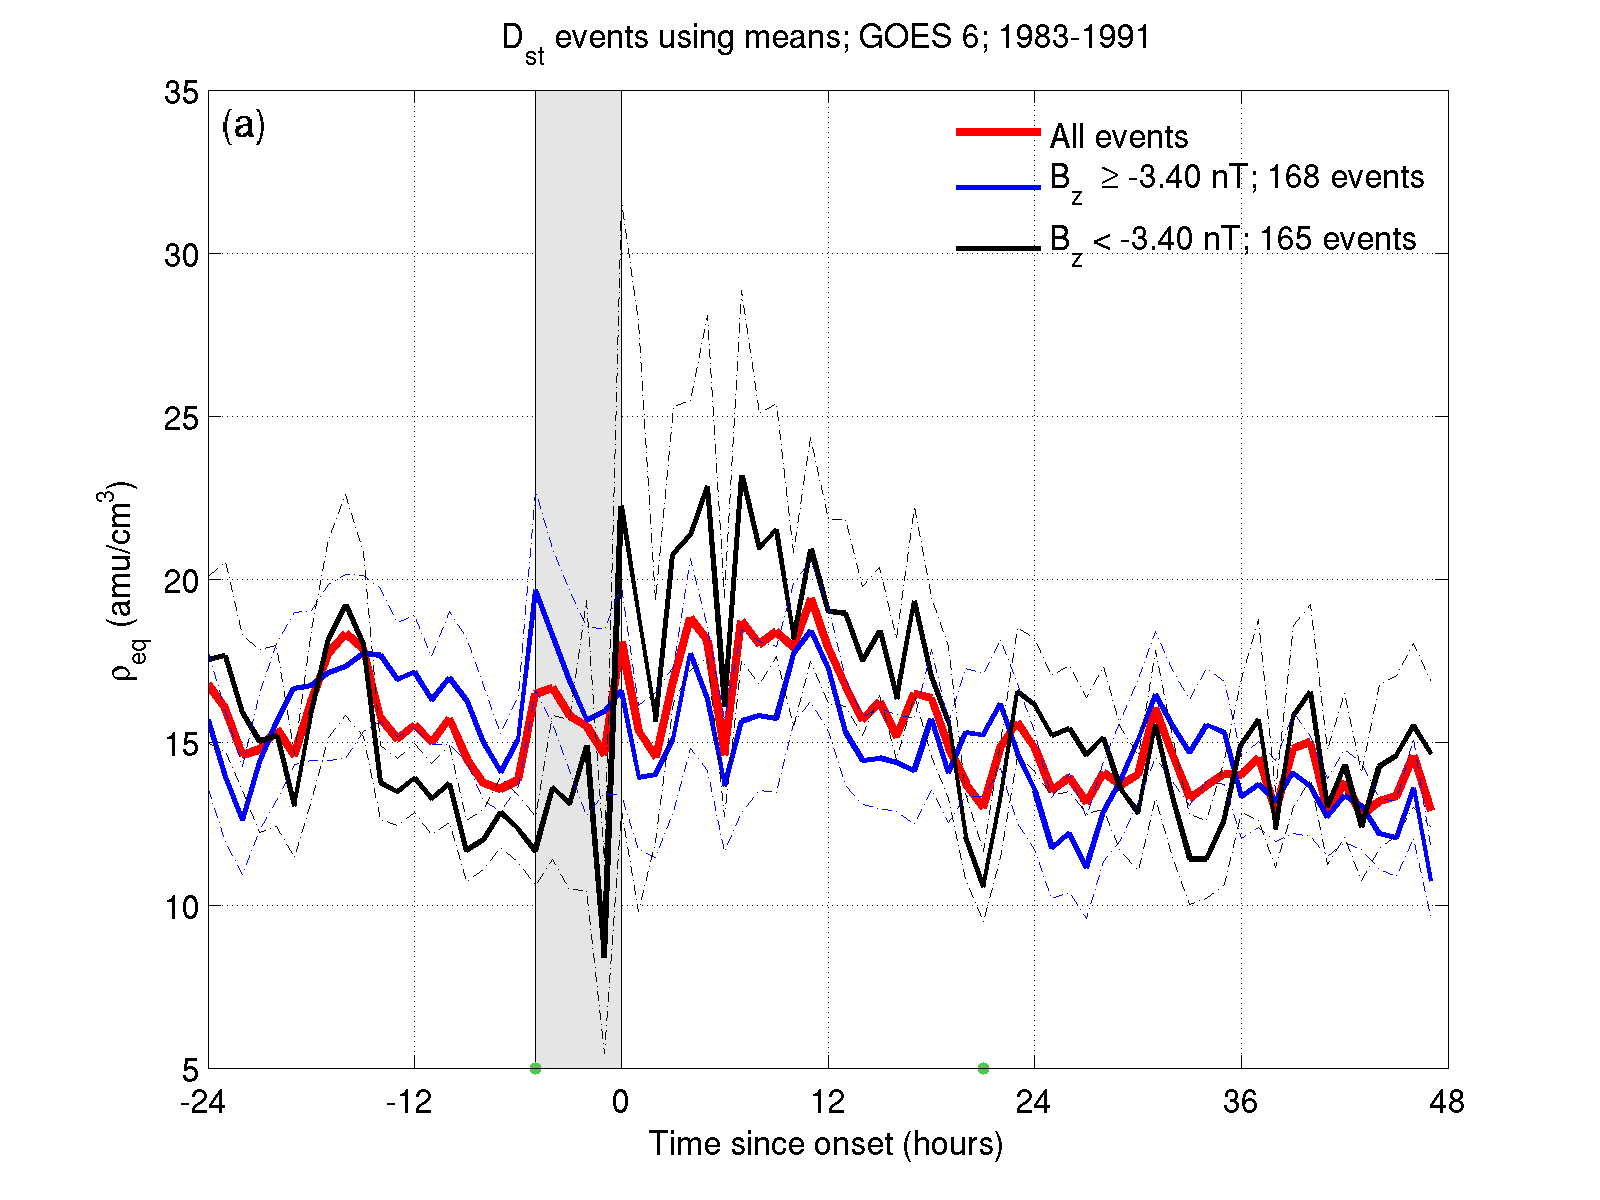 D_st events using means; GOES 6; 1983-1991
(a)
All events
B_z ≥ -3.40 nT; 168 events
B_z < -3.40 nT; 165 events
35
30
25
20
15
10
5
ρ_eq (amu/cm³)
-24 -12 0 12 24 36 48
Time since onset (hours)